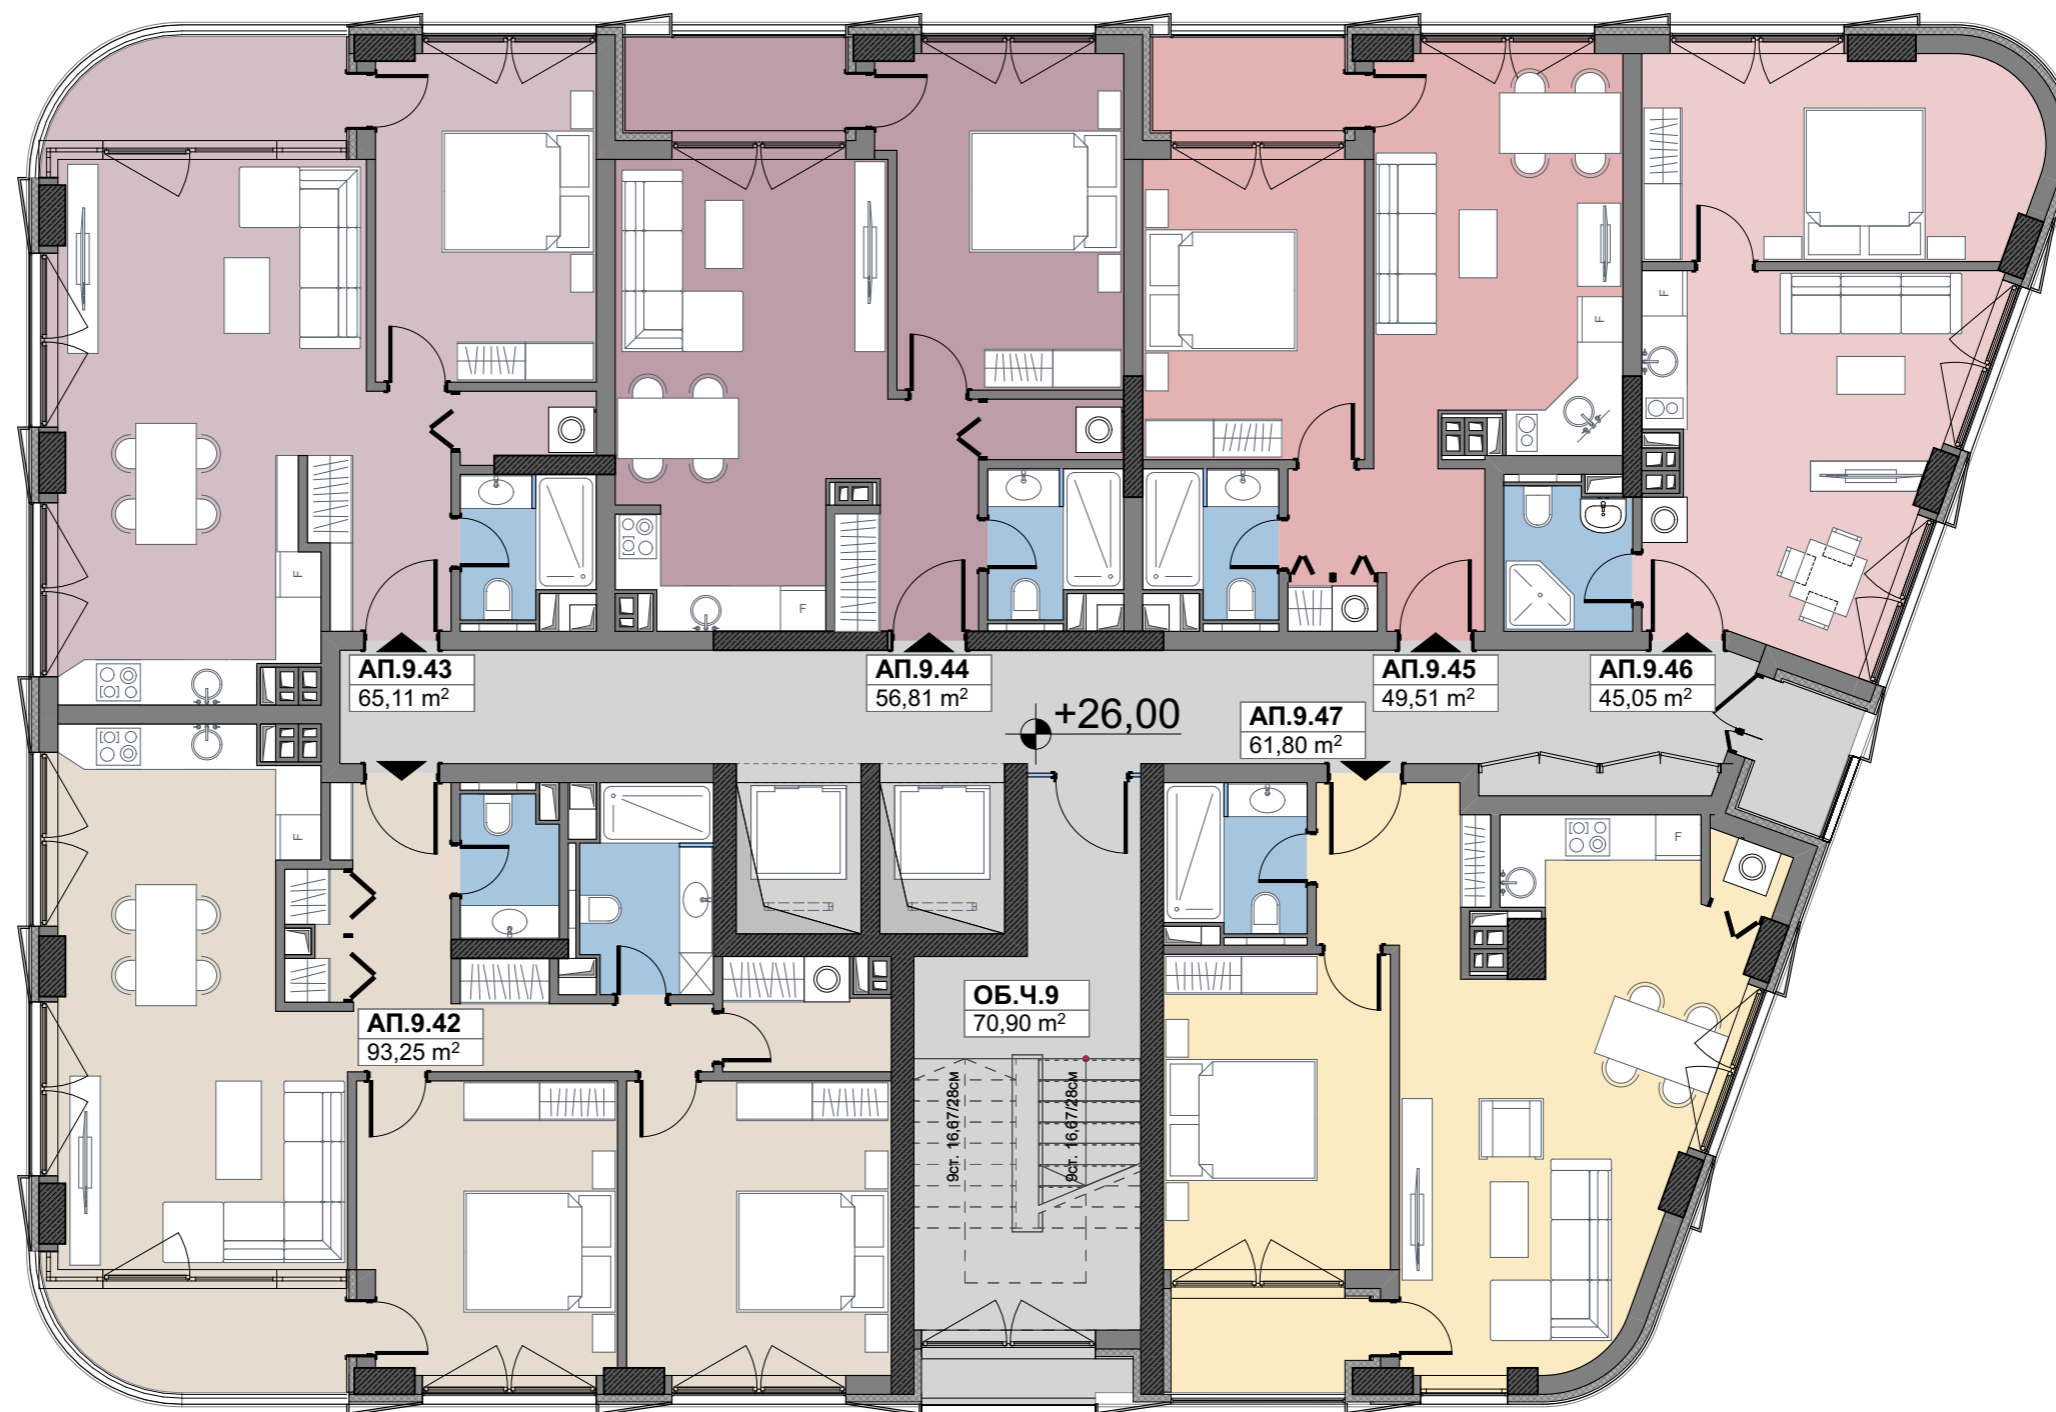 F
F
F
АП.9.43
65,11 m²
АП.9.44
56,81 m²
АП.9.45
49,51 m²
АП.9.46
45,05 m²
+26,00
АП.9.47
61,80 m²
F
F
F
АП.9.42
93,25 m²
ОБ.Ч.9
70,90 m²
9ст. 16,67/28см
9ст. 16,67/28см